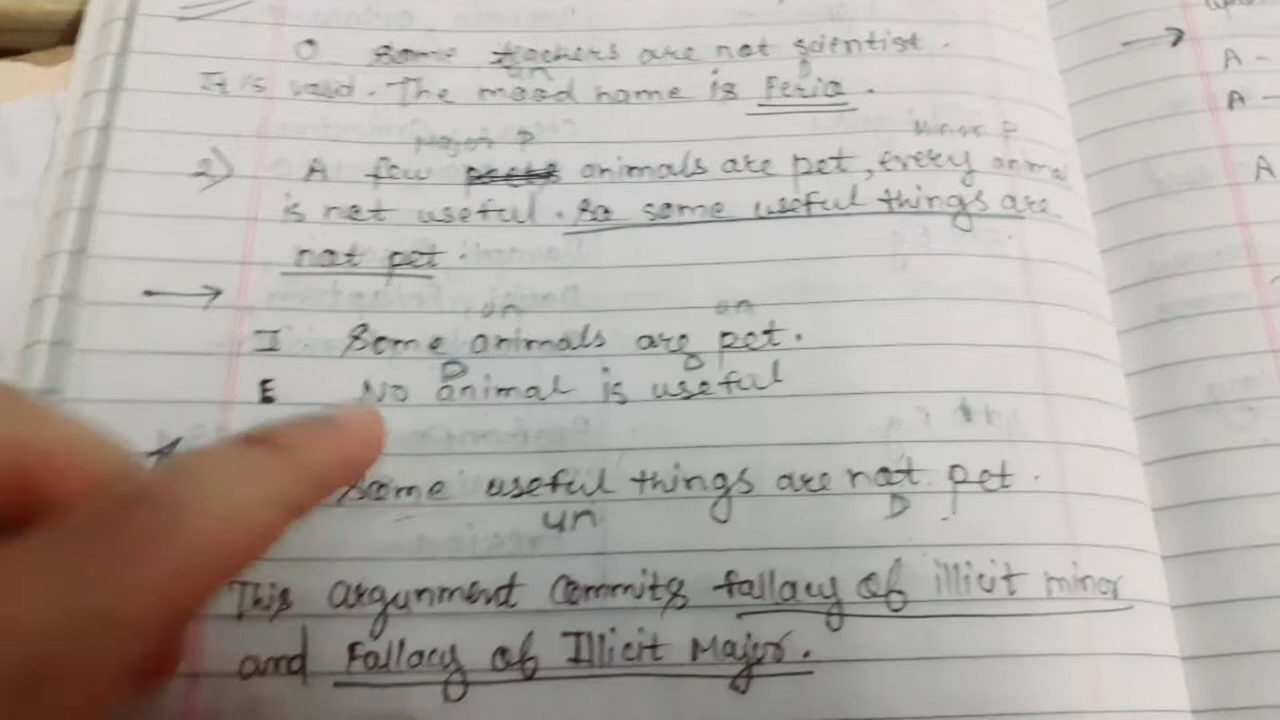 O Some teachers are not scientist.
un D
It is valid. The mood name is Feria.
Major P Minor P
2) A few animals are pet, every animal
is not useful. So some useful things are
not pet.
→
un un
I Some animals are pet.
D D
E No animal is useful
Some useful things are not pet.
un D
This argunment commits fallacy of illicit minor
and Fallacy of Illicit Major.
→
A -
A -
A